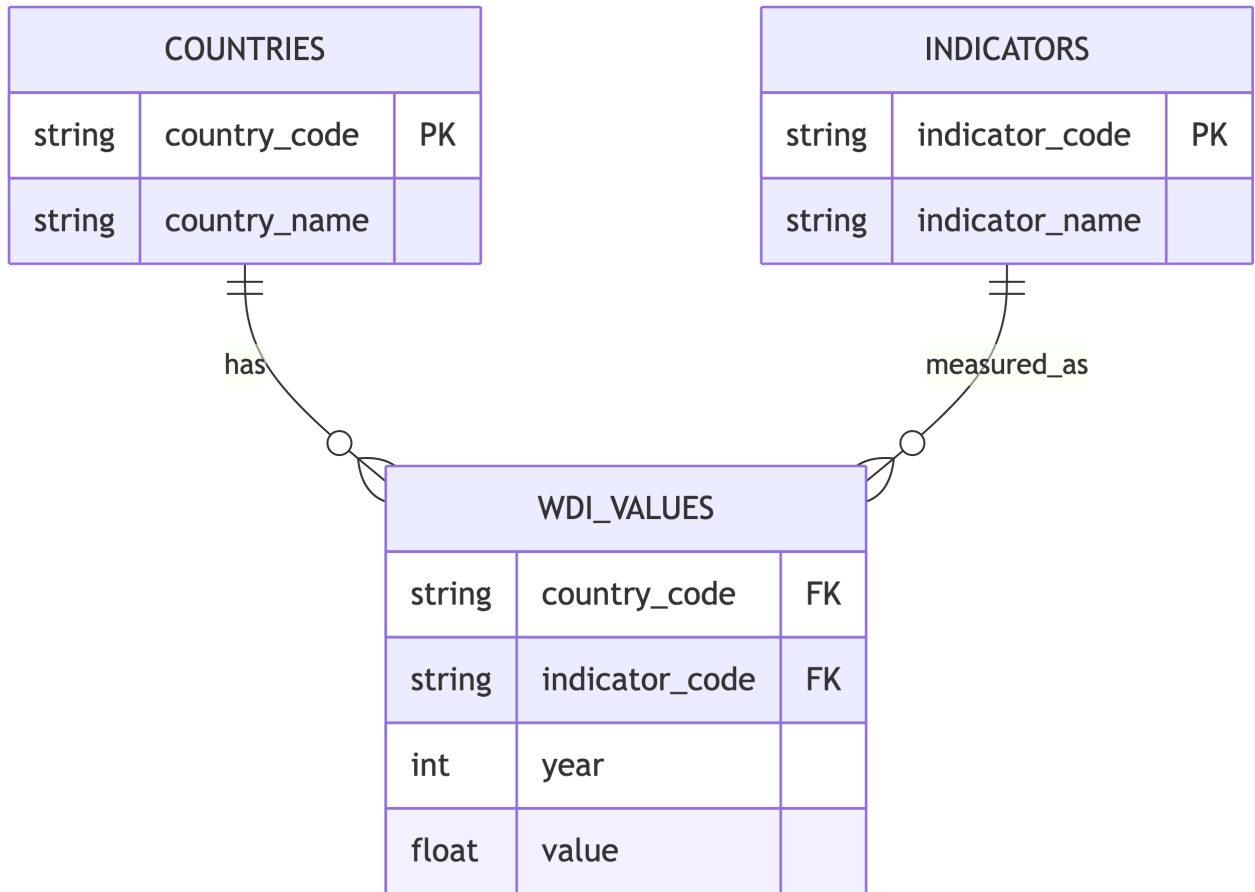 COUNTRIES
string country_code PK
string country_name
INDICATORS
string indicator_code PK
string indicator_name
has
measured_as
WDI_VALUES
string country_code FK
string indicator_code FK
int year
float value